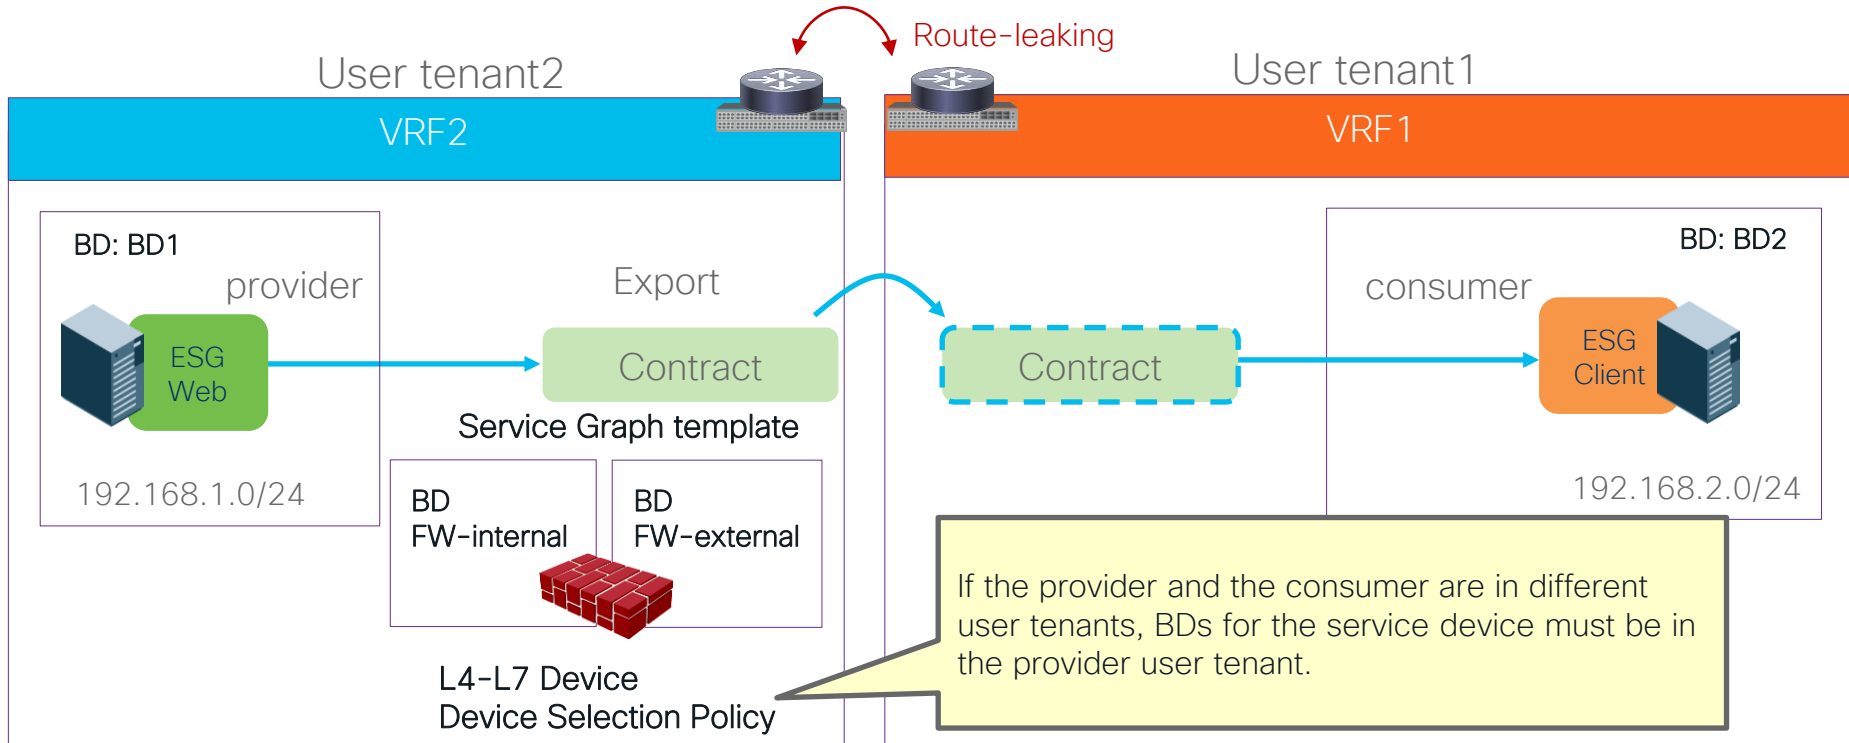 Route-leaking
User tenant2
User tenant1
VRF2
VRF1
BD: BD1
provider
ESG
Web
192.168.1.0/24
Export
Contract
Service Graph template
BD
FW-internal
BD
FW-external
L4-L7 Device
Device Selection Policy
Contract
BD: BD2
consumer
ESG
Client
192.168.2.0/24
If the provider and the consumer are in different
user tenants, BDs for the service device must be in
the provider user tenant.